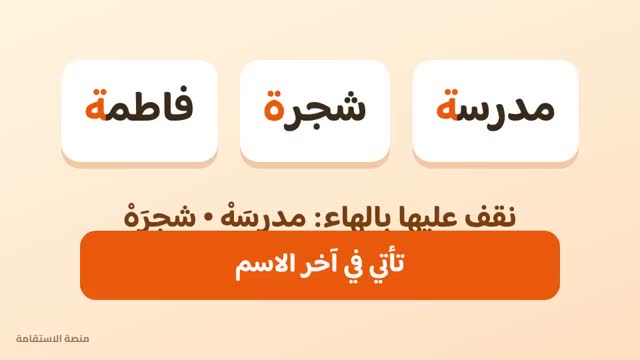 مدرسة شجرة فاطمة
نقف عليها بالهاء: مدرسَهْ • شجرَهْ
تأتي في آخر الاسم
منصة الاستقامة